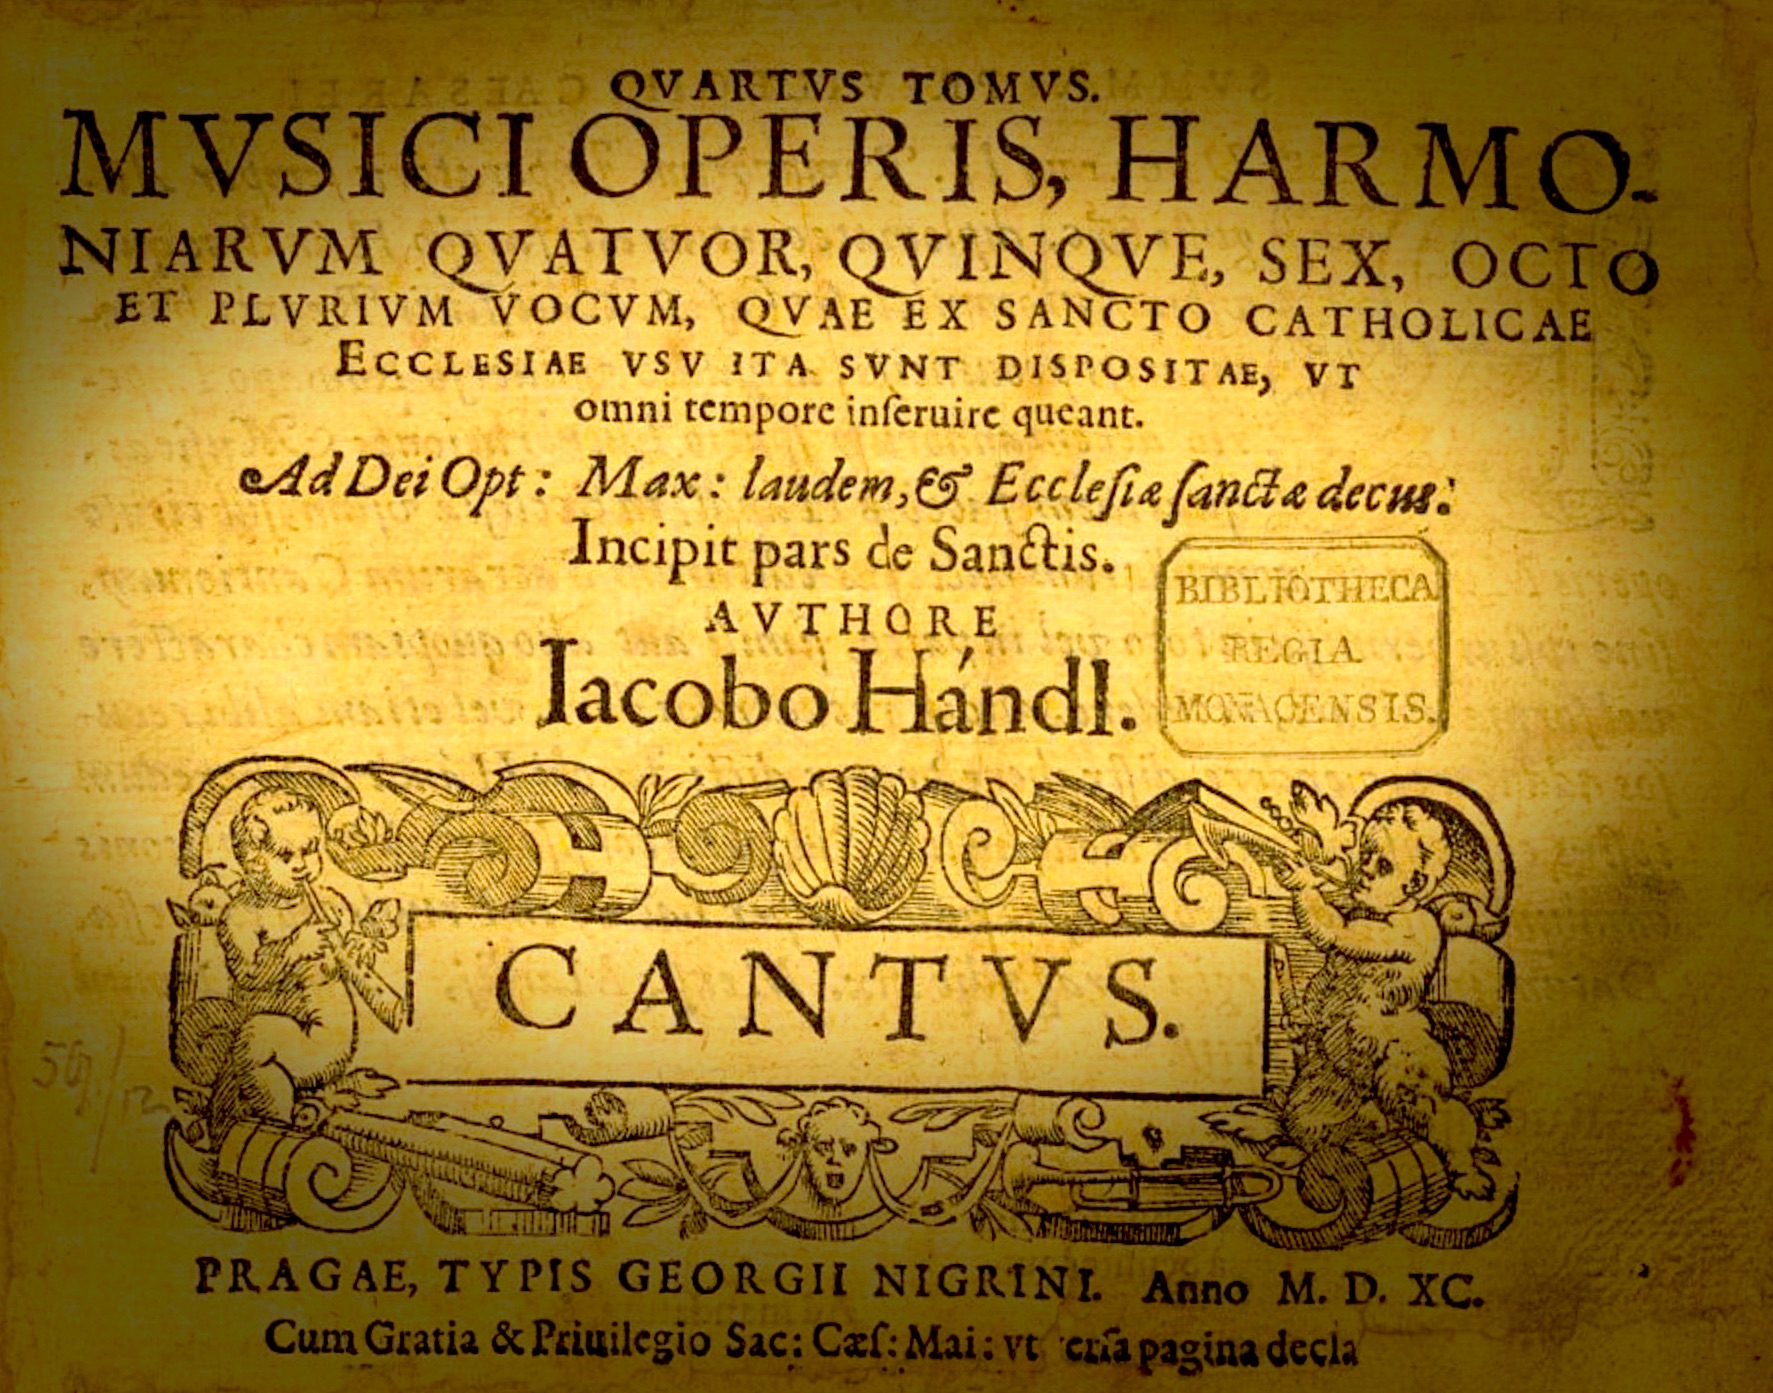 QVARTVS TOMVS.
MVSICI OPERIS, HARMO-
NIARVM QVATVOR, QVINQVE, SEX, OCTO
ET PLVRIVM VOCVM, QVAE EX SANCTO CATHOLICAE
ECCLESIAE VSV ITA SVNT DISPOSITAE, VT
omni tempore inſeruire queant.
Ad Dei Opt: Max: laudem, & Eccleſiæ ſanctæ decus.
Incipit pars de Sanctis.
AVTHORE
Iacobo Hándl.
BIBLIOTHECA
REGIA
MONACENSIS.
CANTVS.
PRAGAE, TYPIS GEORGII NIGRINI. Anno M. D. XC.
Cum Gratia & Priuilegio Sac: Cæſ: Mai: vt pagina decla